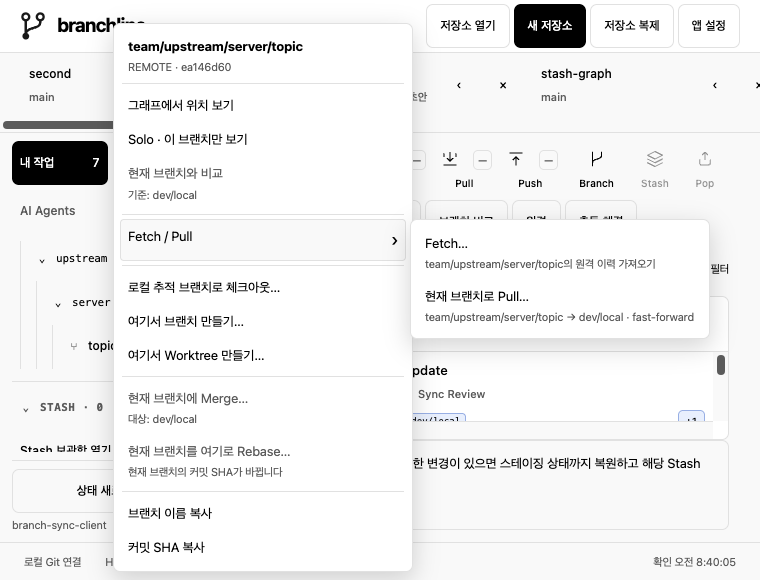 저장소 열기
새 저장소
저장소 복제
앱 설정
second
main
stash-graph
main
내 작업 7
AI Agents
upstream
server
STASH · 0
branch-sync-client
team/upstream/server/topic
REMOTE · ea146d60
그래프에서 위치 보기
Solo · 이 브랜치만 보기
현재 브랜치와 비교
기준: dev/local
Fetch / Pull
로컬 추적 브랜치로 체크아웃...
여기서 브랜치 만들기...
여기서 Worktree 만들기...
현재 브랜치에 Merge...
대상: dev/local
현재 브랜치를 여기로 Rebase...
현재 브랜치의 커밋 SHA가 바뀝니다
브랜치 이름 복사
커밋 SHA 복사
Pull
Push
Branch
Stash
Pop
필터
Fetch...
team/upstream/server/topic의 원격 이력 가져오기
현재 브랜치로 Pull...
team/upstream/server/topic → dev/local · fast-forward
Sync Review
한 변경이 있으면 스테이징 상태까지 복원하고 해당 Stash
로컬 Git 연결
확인 오전 8:40:05